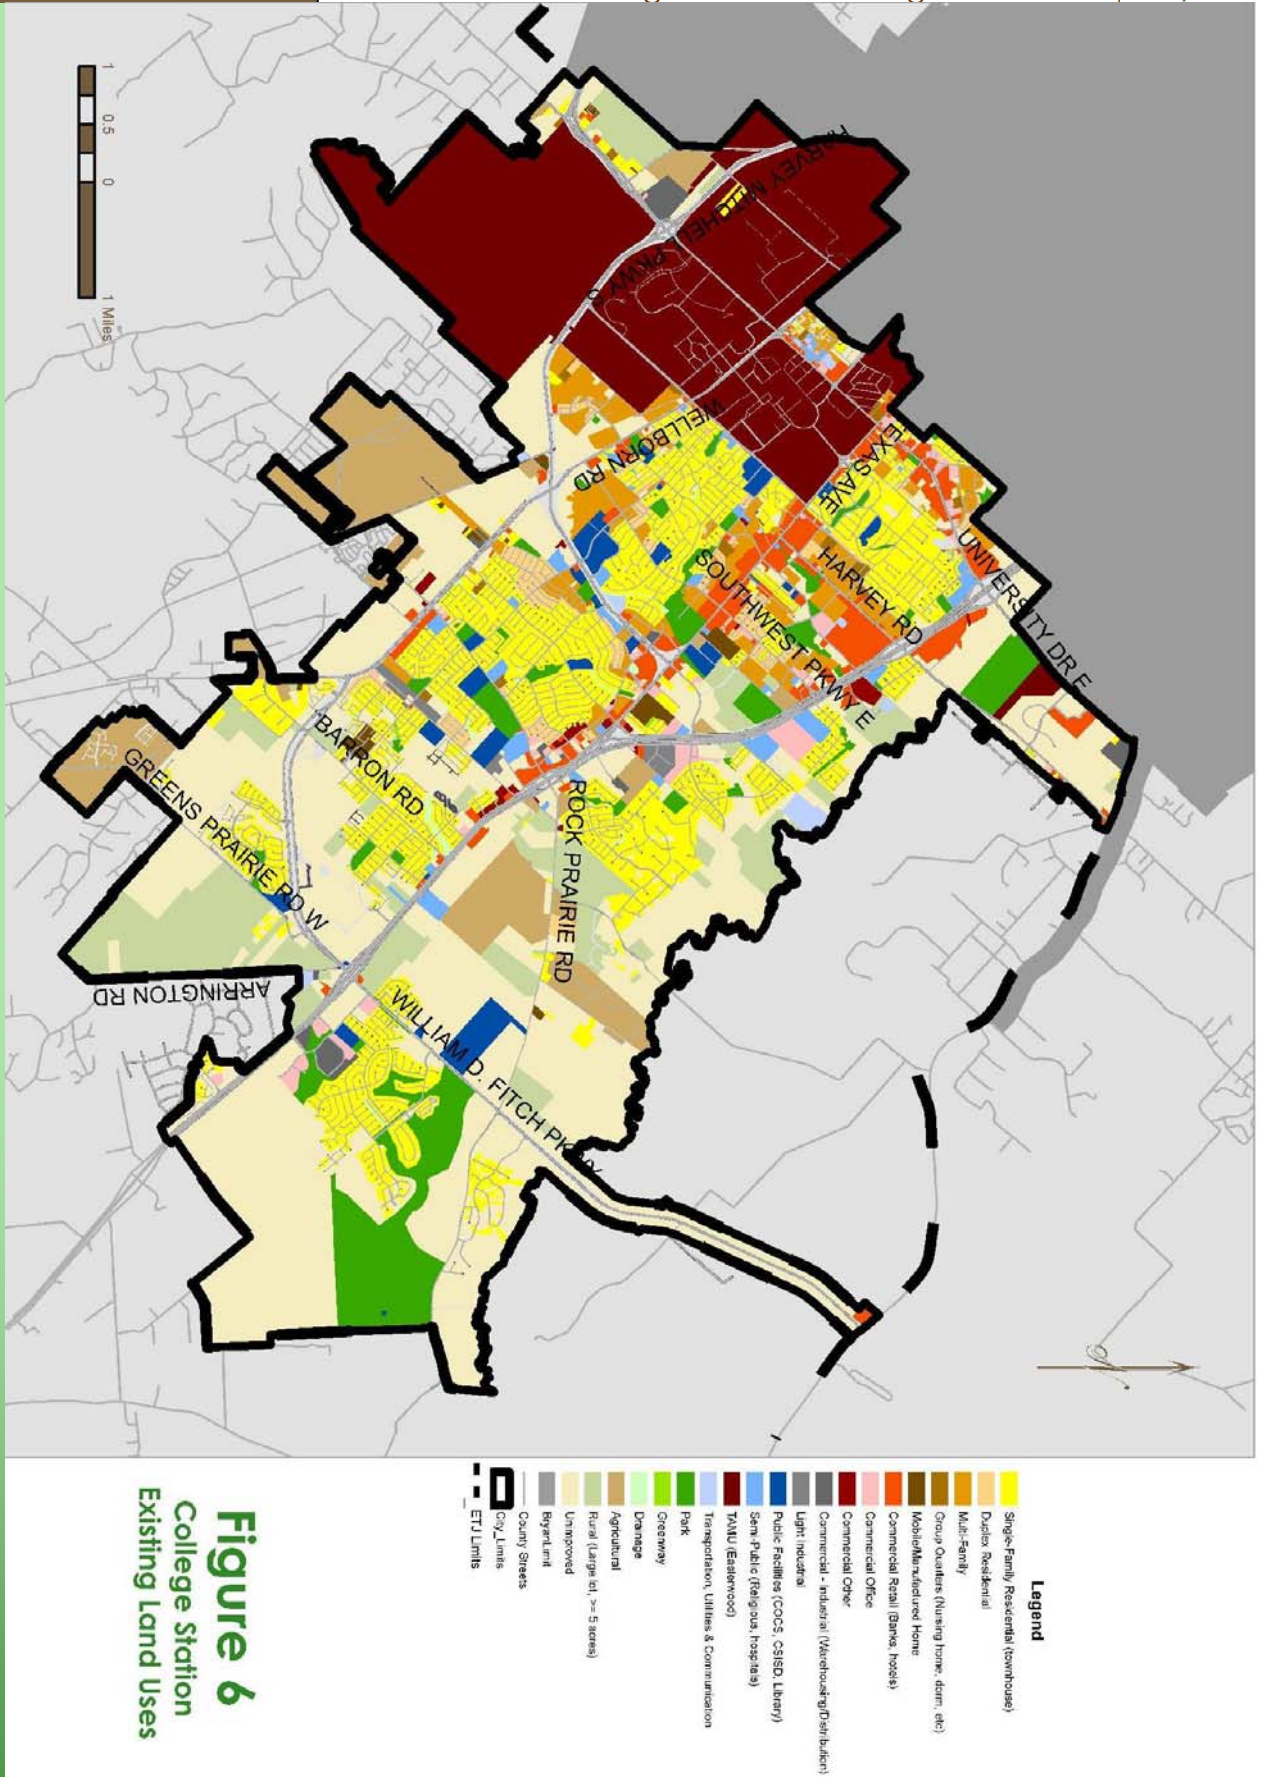 HARVEY MITCHELL PKWY S
WELLBORN RD
TEXAS AVE
UNIVERSITY DR E
HARVEY RD
SOUTHWEST PKWY E
BARRON RD
ROCK PRAIRIE RD
GREENS PRAIRIE RD W
ARRINGTON RD
WILLIAM D. FITCH PKWY
1 0.5 0 1 Miles
Legend
Single-Family Residential (townhouse)
Duplex Residential
Multi-Family
Group Quarters (Nursing home, dorm, etc)
Mobile/Manufactured Home
Commercial Retail (Banks, hotels)
Commercial Office
Commercial Other
Commercial - Industrial (Warehousing/Distribution)
Light Industrial
Public Facilities (COCS, CSISD, Library)
Semi-Public (Religious, hospitals)
TAMU (Easterwood)
Transportation, Utilities & Communication
Park
Greenway
Drainage
Agricultural
Rural (Large lot, >= 5 acres)
Unimproved
BryanLimit
County Streets
City_Limits
ETJ Limits
Figure 6
College Station
Existing Land Uses